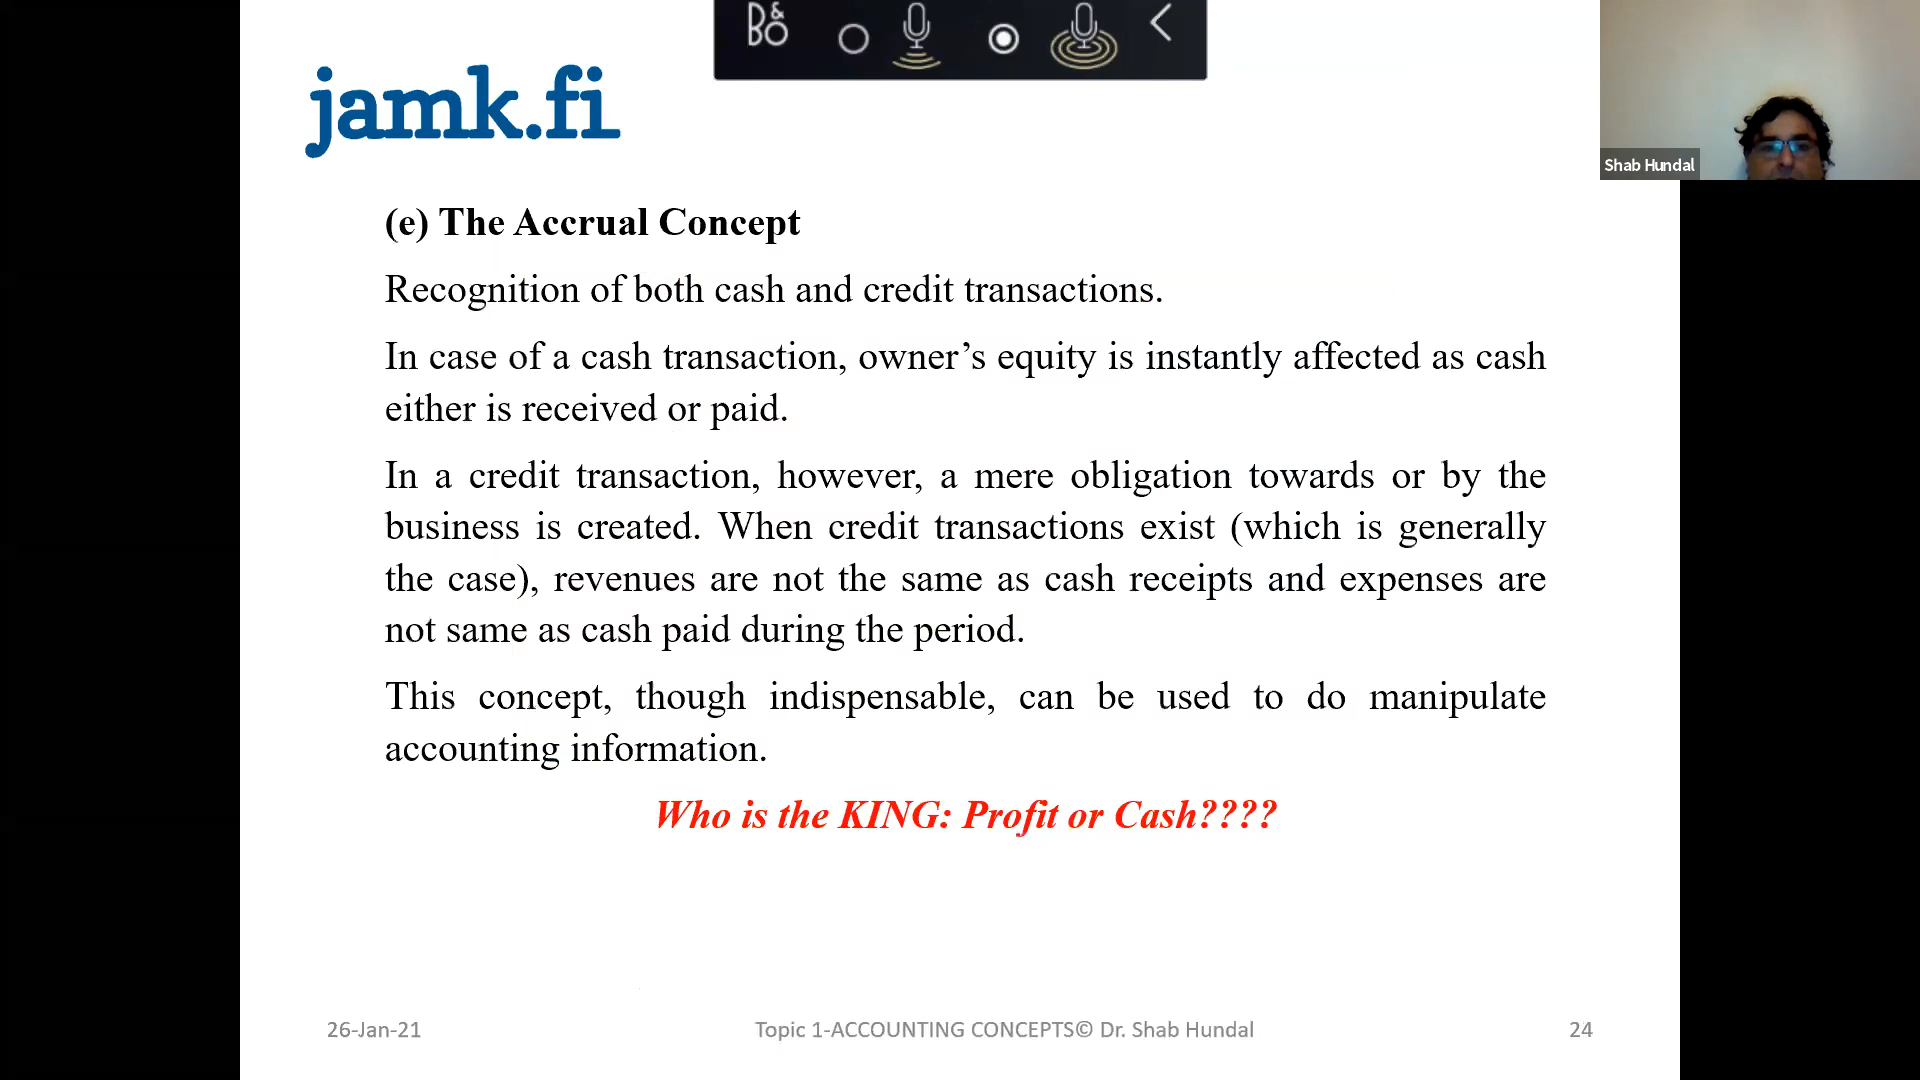 B&O
jamk.fi
Shab Hundal
(e) The Accrual Concept
Recognition of both cash and credit transactions.
In case of a cash transaction, owner’s equity is instantly affected as cash
either is received or paid.
In a credit transaction, however, a mere obligation towards or by the
business is created. When credit transactions exist (which is generally
the case), revenues are not the same as cash receipts and expenses are
not same as cash paid during the period.
This concept, though indispensable, can be used to do manipulate
accounting information.
Who is the KING: Profit or Cash????
26-Jan-21
Topic 1-ACCOUNTING CONCEPTS© Dr. Shab Hundal
24